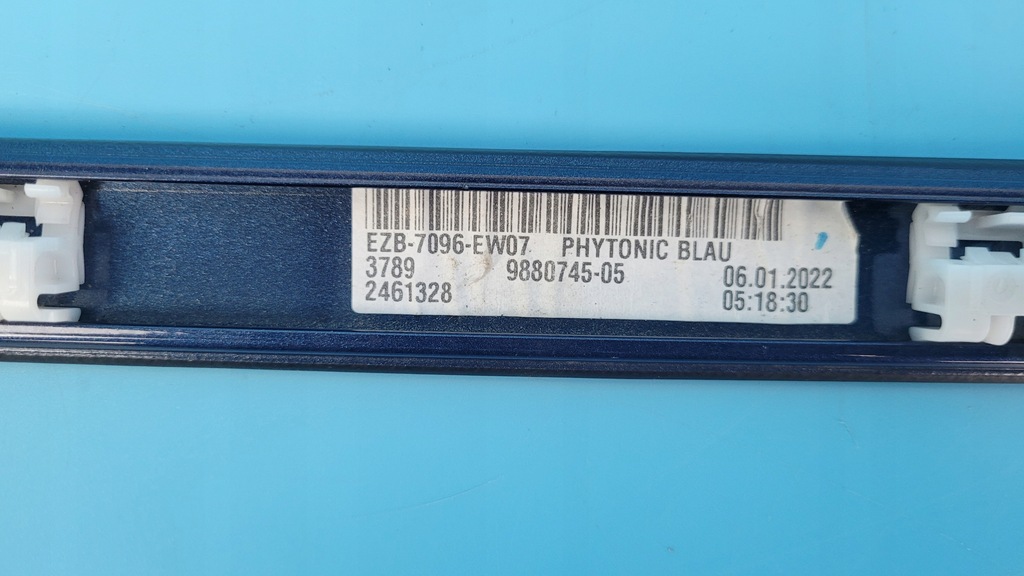 EZB-7096-EW07 PHYTONIC BLAU
3789 9880745-05 06.01.2022
2461328 05:18:30